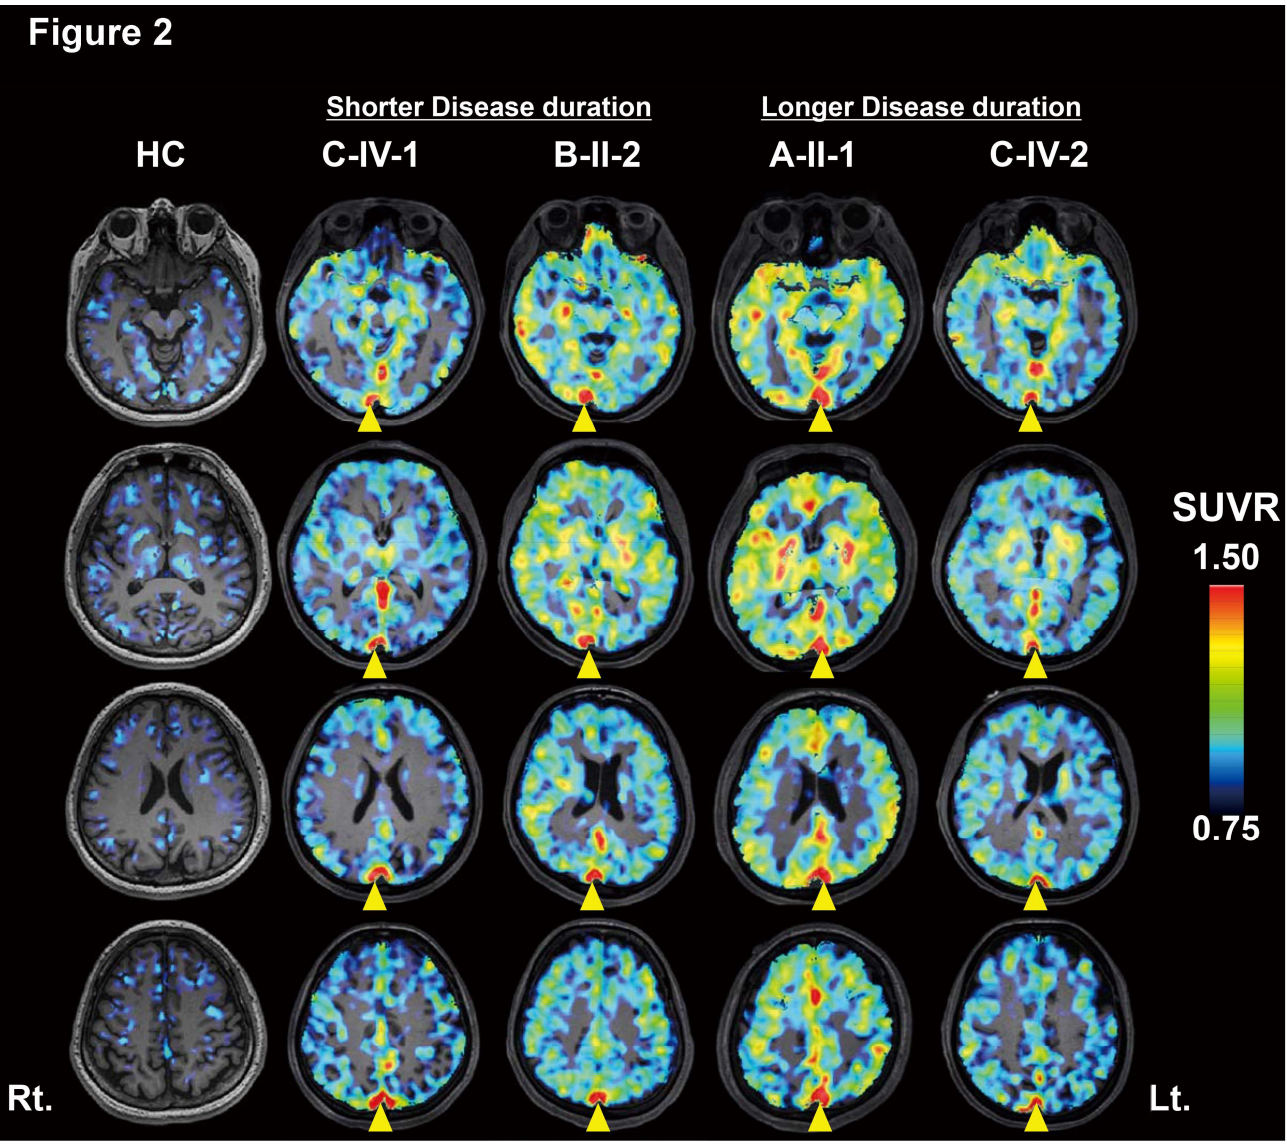 Figure 2
Shorter Disease duration
Longer Disease duration
HC
C-IV-1
B-II-2
A-II-1
C-IV-2
SUVR
1.50
0.75
Rt.
Lt.